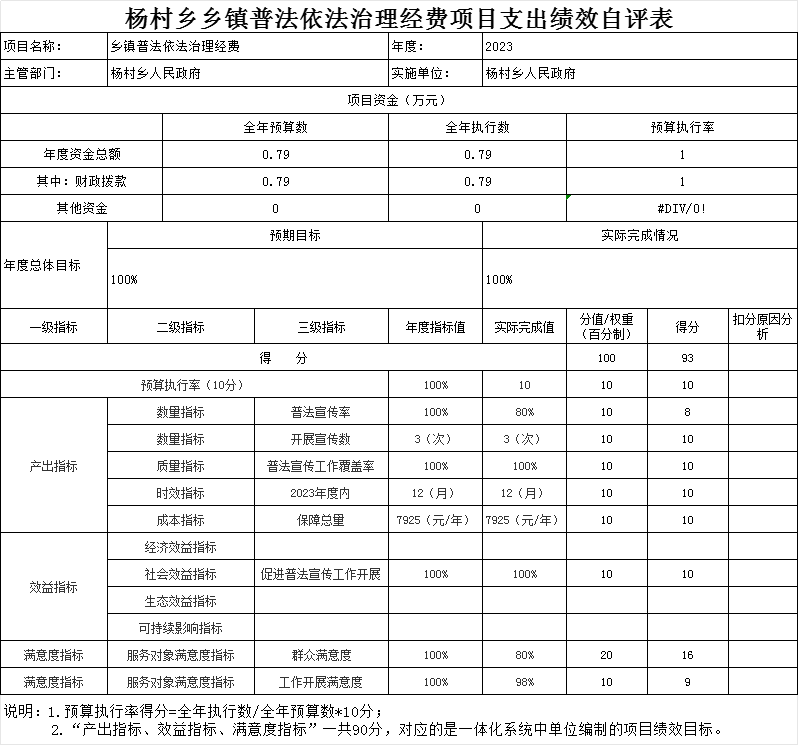 杨村乡乡镇普法依法治理经费项目支出绩效自评表
项目名称： 乡镇普法依法治理经费 年度： 2023
主管部门： 杨村乡人民政府 实施单位： 杨村乡人民政府
项目资金（万元）
全年预算数 全年执行数 预算执行率
年度资金总额 0.79 0.79 1
其中：财政拨款 0.79 0.79 1
其他资金 0 0 #DIV/0!
年度总体目标 预期目标 实际完成情况
100% 100%
一级指标 二级指标 三级指标 年度指标值 实际完成值 分值/权重（百分制） 得分 扣分原因分析
得 分 100 93
预算执行率（10分） 100% 10 10 10
产出指标 数量指标 普法宣传率 100% 80% 10 8
数量指标 开展宣传数 3（次） 3（次） 10 10
质量指标 普法宣传工作覆盖率 100% 100% 10 10
时效指标 2023年度内 12（月） 12（月） 10 10
成本指标 保障总量 7925（元/年） 7925（元/年） 10 10
效益指标 经济效益指标
社会效益指标 促进普法宣传工作开展 100% 100% 10 10
生态效益指标
可持续影响指标
满意度指标 服务对象满意度指标 群众满意度 100% 80% 20 16
满意度指标 服务对象满意度指标 工作开展满意度 100% 98% 10 9
说明：1.预算执行率得分=全年执行数/全年预算数*10分；
2.“产出指标、效益指标、满意度指标”一共90分，对应的是一体化系统中单位编制的项目绩效目标。